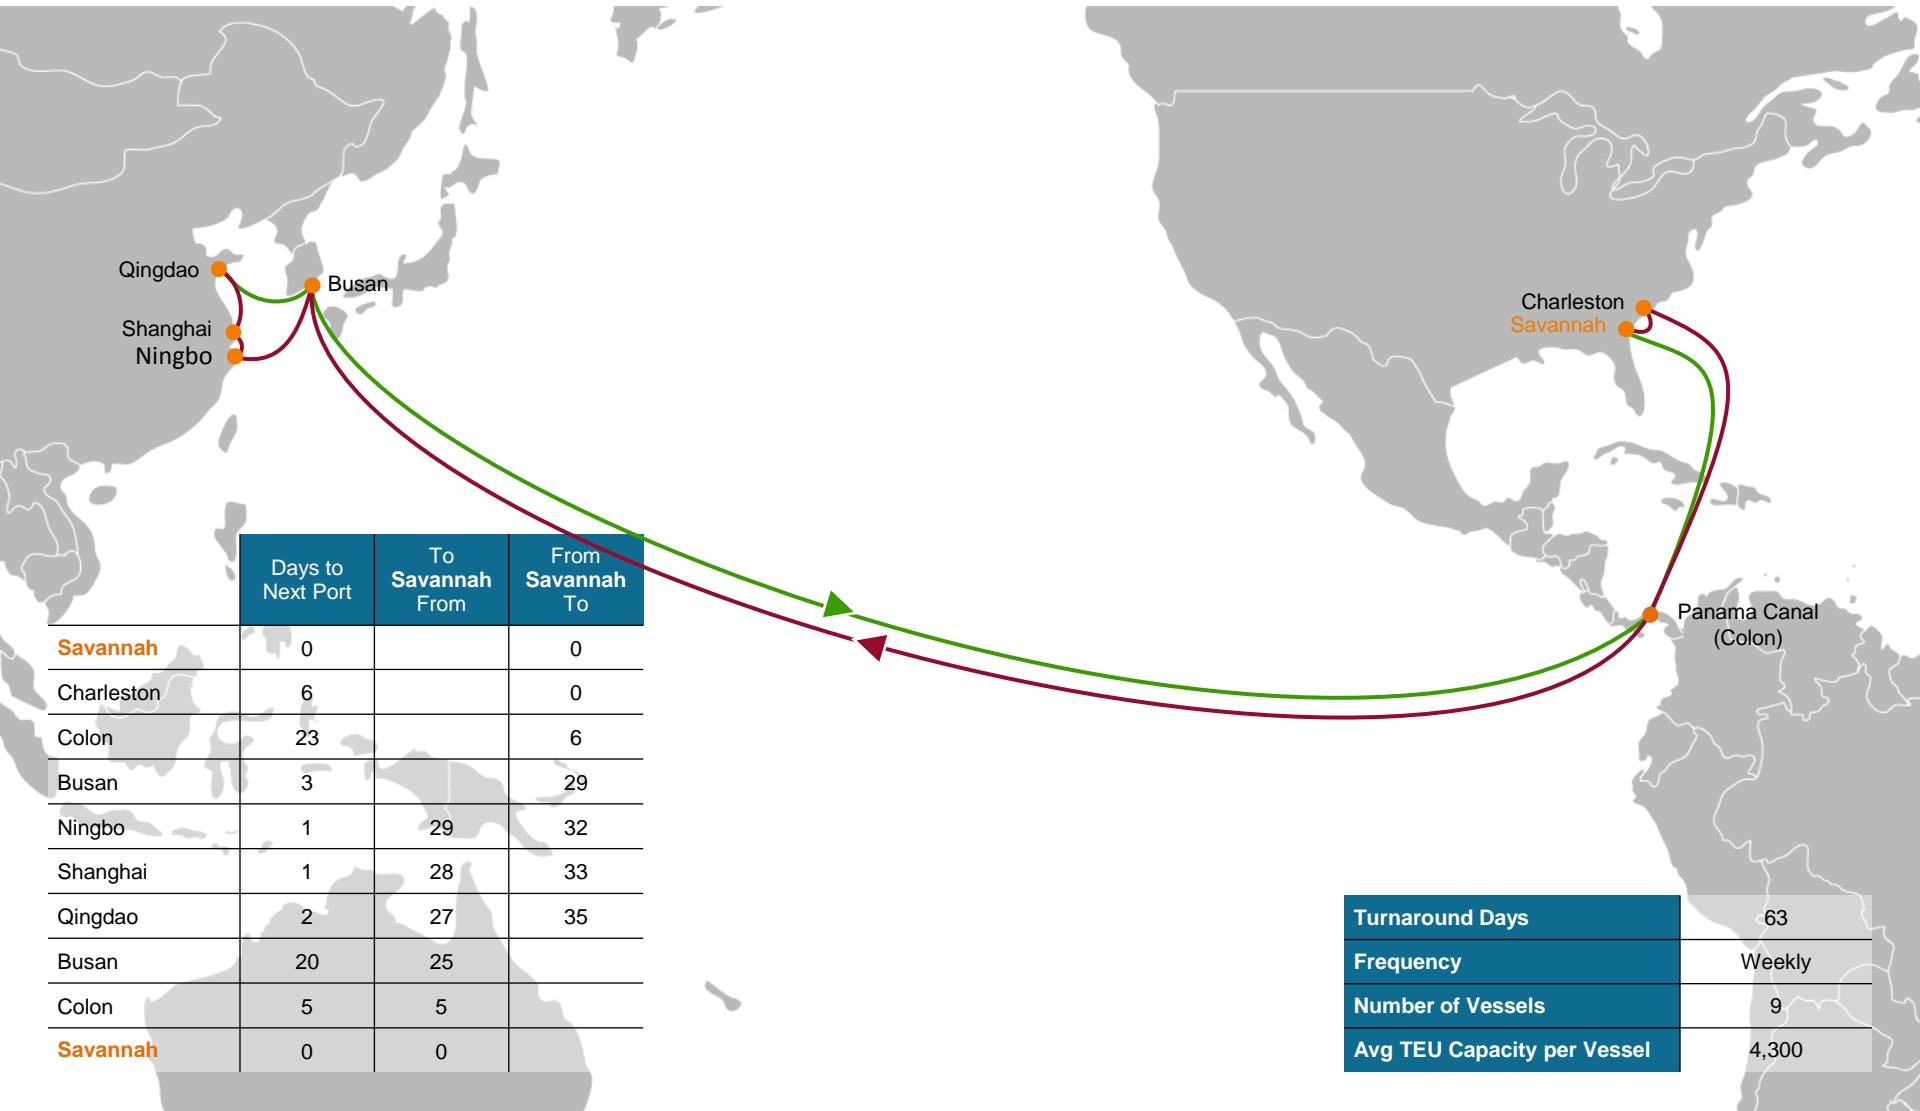 Qingdao
Busan
Shanghai
Ningbo
Charleston
Savannah
Panama Canal
(Colon)
Days to
Next Port
To
Savannah
From
From
Savannah
To
Savannah 0 0
Charleston 6 0
Colon 23 6
Busan 3 29
Ningbo 1 29 32
Shanghai 1 28 33
Qingdao 2 27 35
Busan 20 25
Colon 5 5
Savannah 0 0
Turnaround Days 63
Frequency Weekly
Number of Vessels 9
Avg TEU Capacity per Vessel 4,300